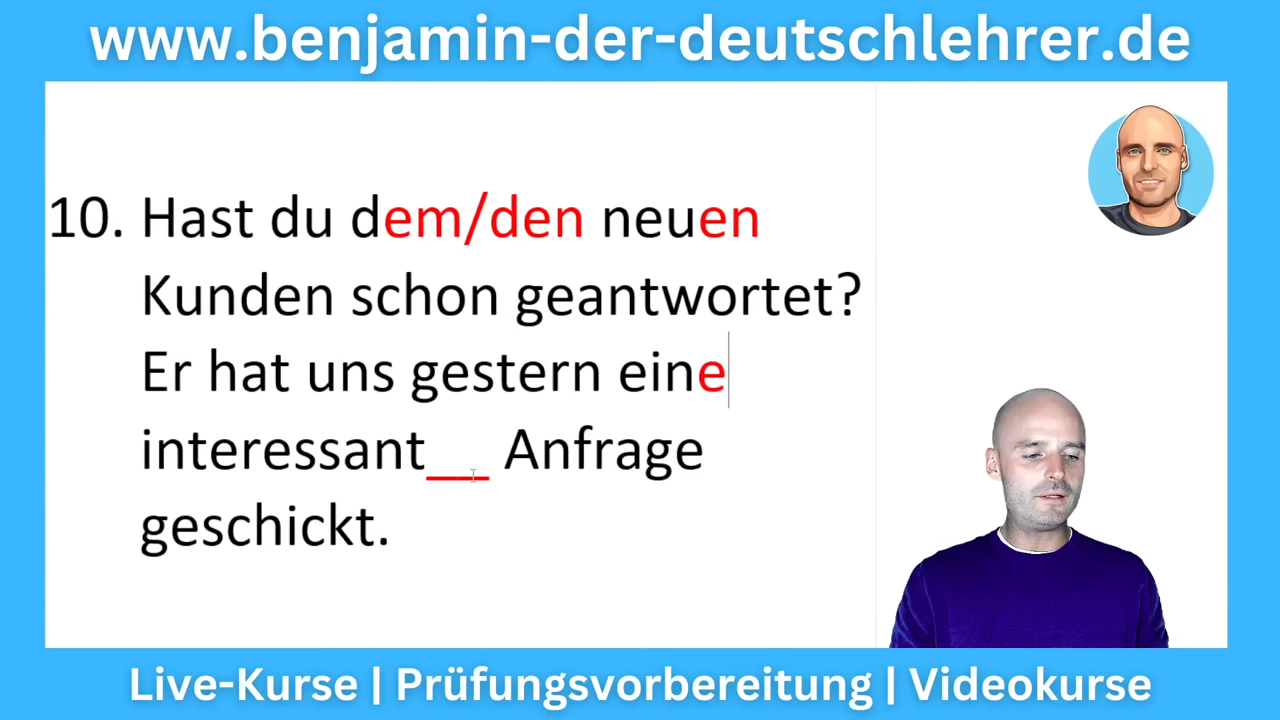 www.benjamin-der-deutschlehrer.de
10. Hast du dem/den neuen
Kunden schon geantwortet?
Er hat uns gestern eine
interessant__ Anfrage
geschickt.
Live-Kurse | Prüfungsvorbereitung | Videokurse